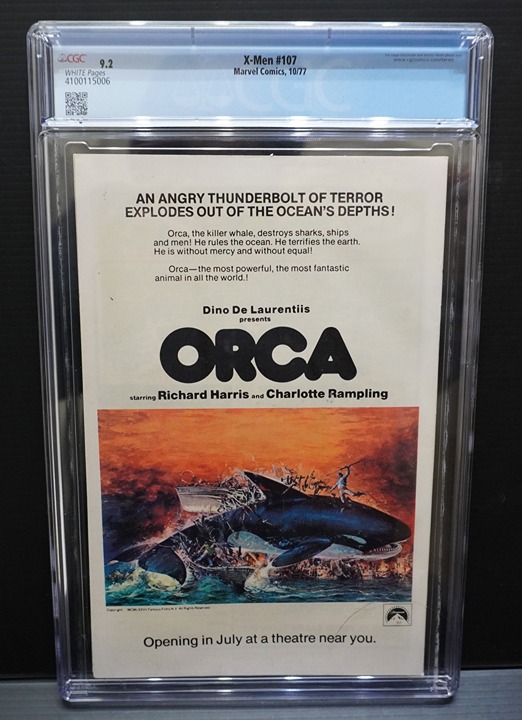 CGC 9.2
X-Men #107
WHITE Pages
Marvel Comics, 10/77
4100115006
CGC
AN ANGRY THUNDERBOLT OF TERROR
EXPLODES OUT OF THE OCEAN'S DEPTHS!
Orca, the killer whale, destroys sharks, ships
and men! He rules the ocean. He terrifies the earth.
He is without mercy and without equal!
Orca—the most powerful, the most fantastic
animal in all the world.!
Dino De Laurentiis
presents
ORCA
starring Richard Harris and Charlotte Rampling
Opening in July at a theatre near you.